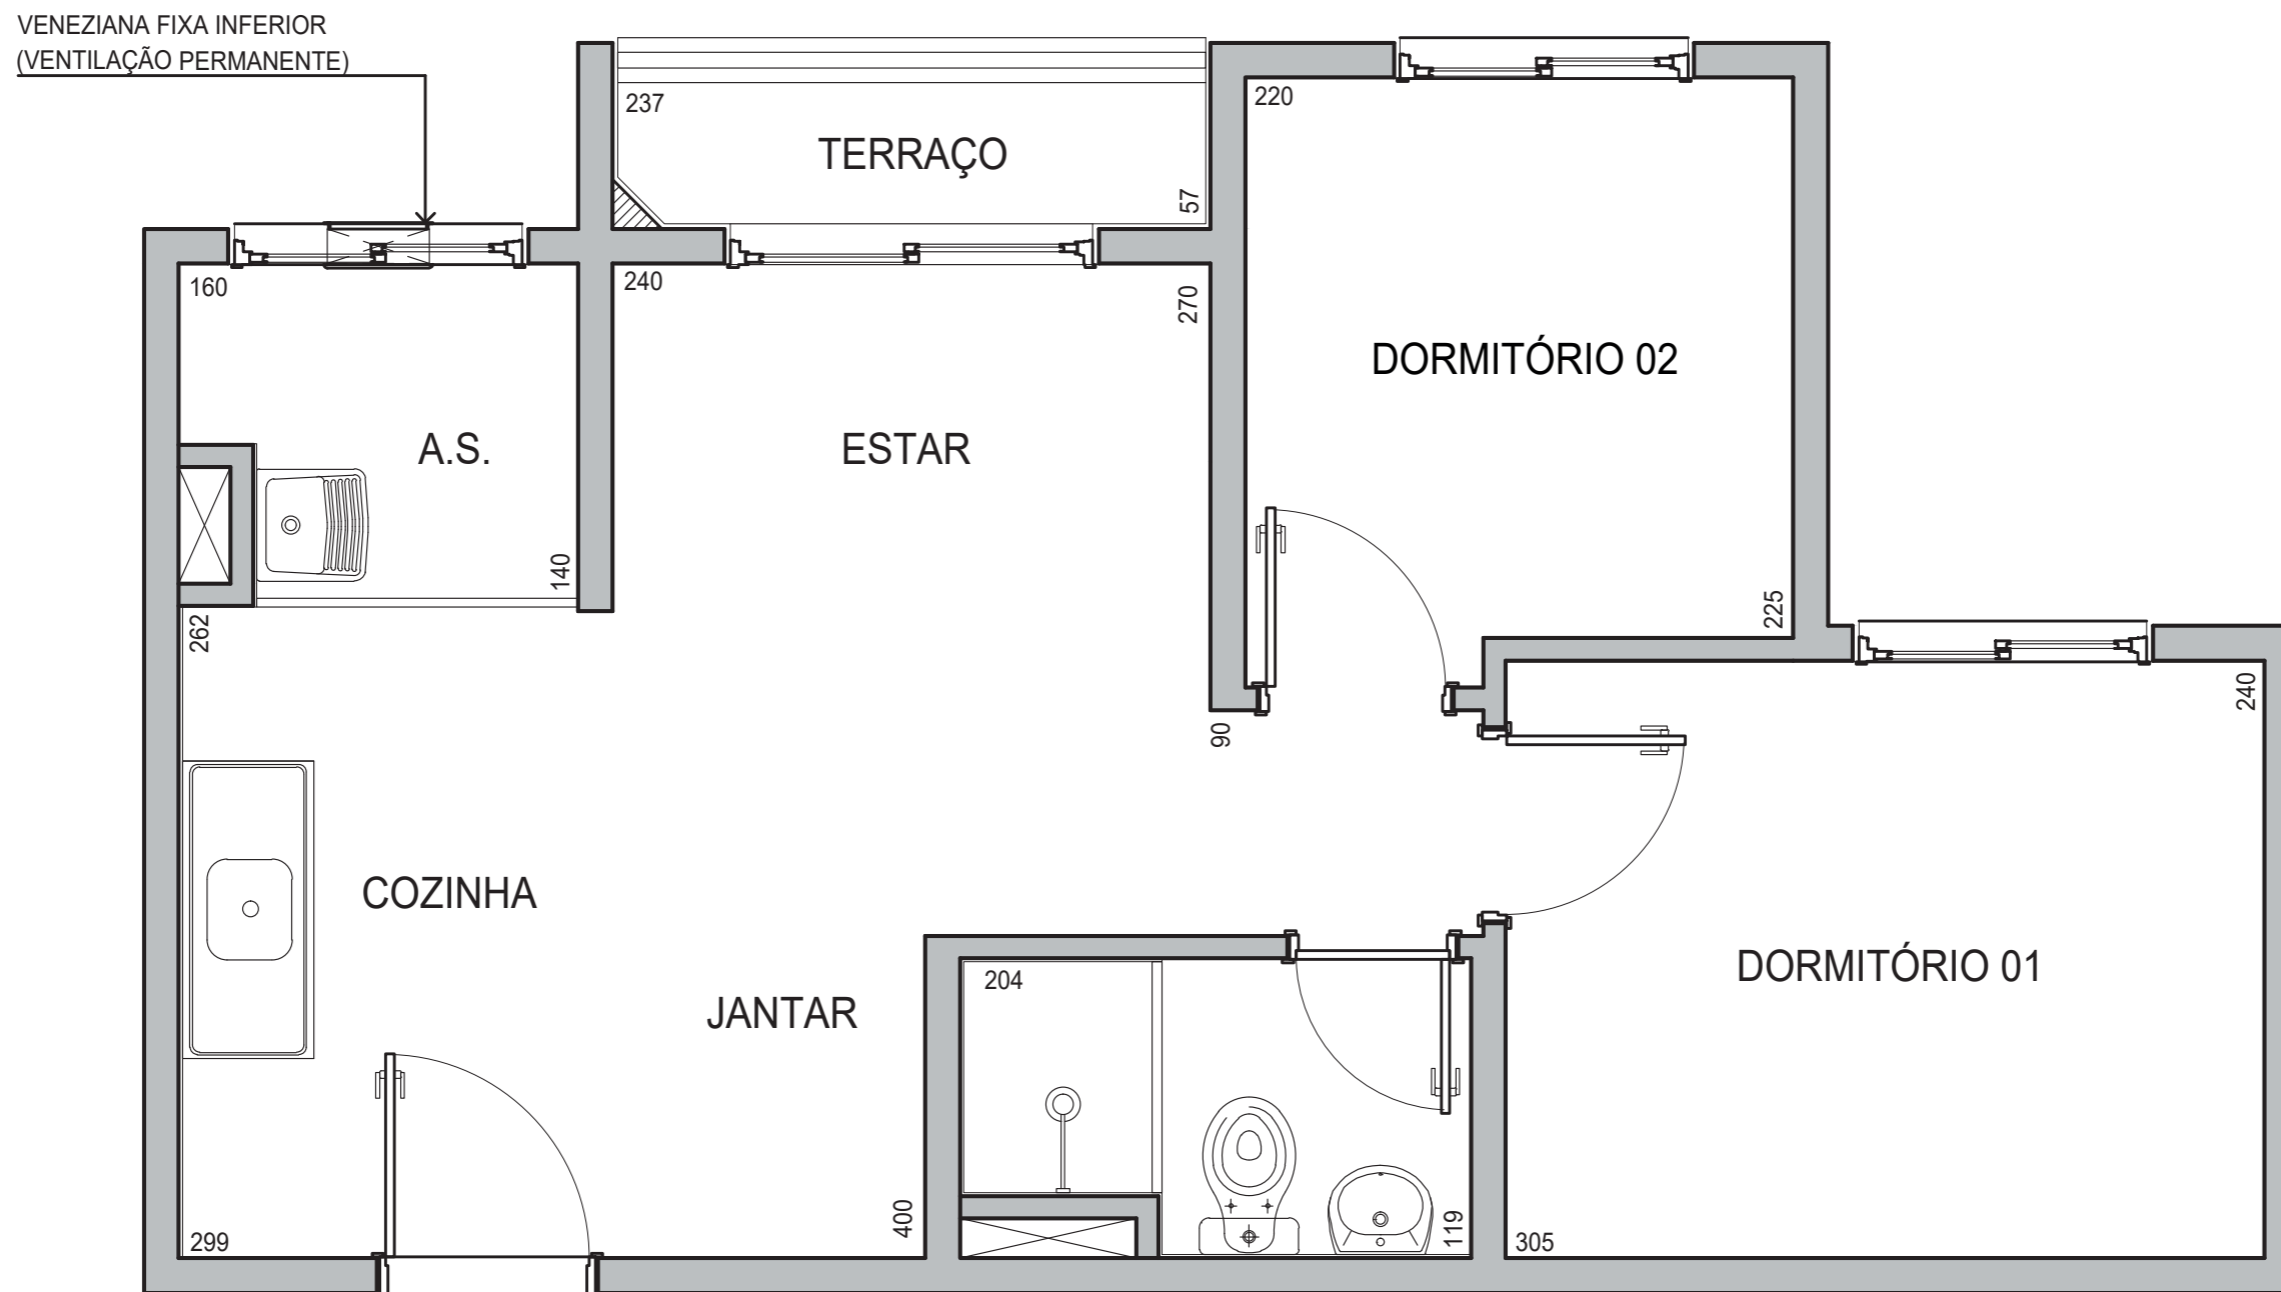 VENEZIANA FIXA INFERIOR
(VENTILAÇÃO PERMANENTE)
237
TERRAÇO
57
220
160
240
270
DORMITÓRIO 02
A.S.
ESTAR
140
225
262
90
240
COZINHA
DORMITÓRIO 01
204
JANTAR
400
119
299
305